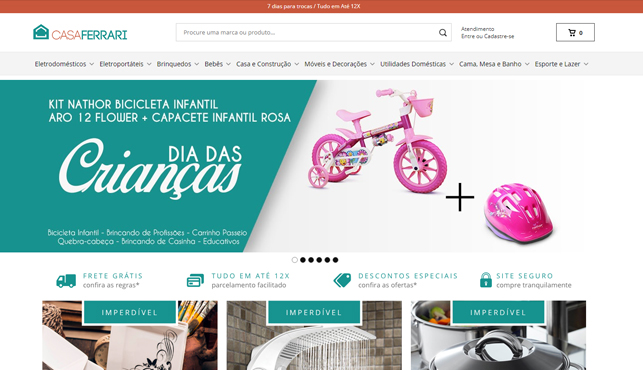 7 dias para trocas / Tudo em Até 12X
CASAFERRARI
Procure uma marca ou produto...
Atendimento
Entre ou Cadastre-se
0
Eletrodomésticos Eletroportáteis Brinquedos Bebês Casa e Construção Móveis e Decorações Utilidades Domésticas Cama, Mesa e Banho Esporte e Lazer
KIT NATHOR BICICLETA INFANTIL
ARO 12 FLOWER + CAPACETE INFANTIL ROSA
DIA DAS
Crianças
Bicicleta Infantil - Brincando de Profissões - Carrinho Passeio
Quebra-cabeça - Brincando de Casinha - Educativos
FRETE GRÁTIS
confira as regras*
TUDO EM ATÉ 12X
parcelamento facilitado
DESCONTOS ESPECIAIS
confira as ofertas*
SITE SEGURO
compre tranquilamente
IMPERDÍVEL
IMPERDÍVEL
IMPERDÍVEL